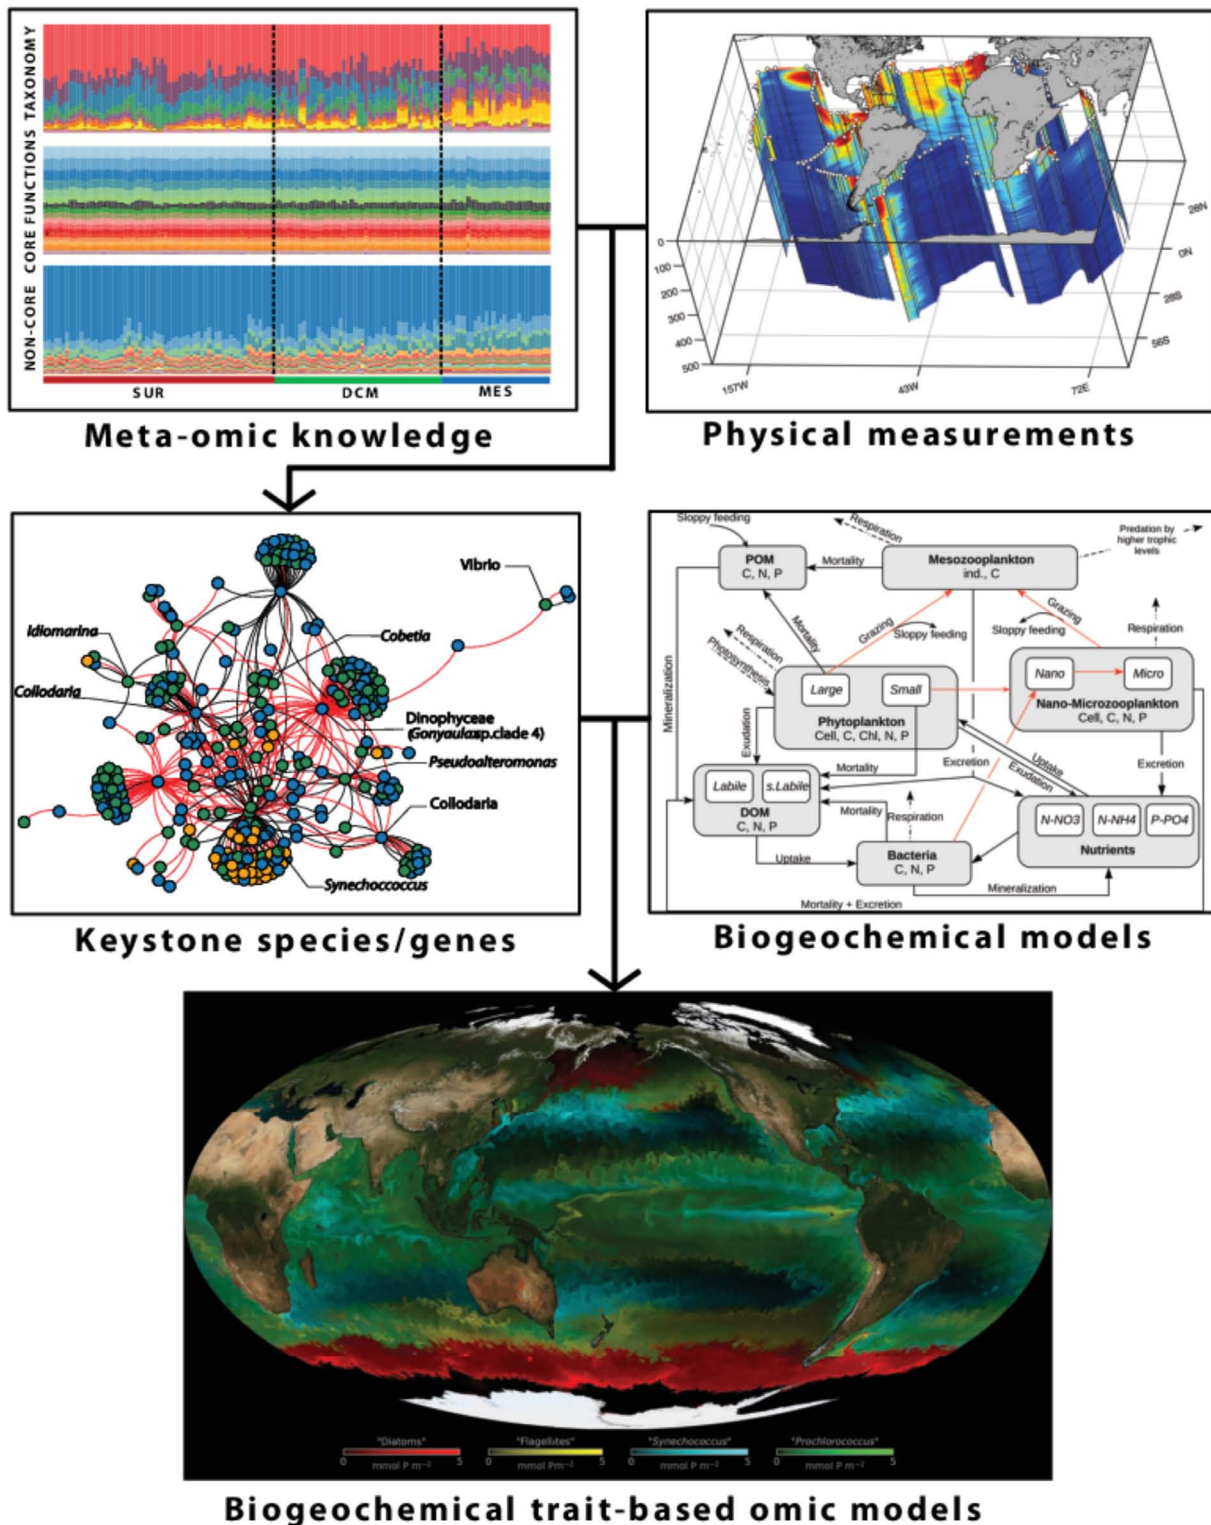 NON-CORE CORE FUNCTIONS TAXONOMY
SUR
DCM
MES
Meta-omic knowledge
0
100
200
300
400
500
157W
43W
72E
28N
0N
28S
56S
Physical measurements
Vibrio
Idiomarina
Cobetia
Collodaria
Dinophyceae
(Gonyaulaxsp.clade 4)
Pseudoalteromonas
Collodaria
Synechoccoccus
Keystone species/genes
Sloppy feeding
Respiration
Predation by
higher trophic
levels
POM
C, N, P
Mortality
Mesozooplankton
ind., C
Mortality
Grazing
Sloppy feeding
Grazing
Sloppy feeding
Respiration
Respiration
Photosynthesis
Mineralization
Large
Small
Phytoplankton
Cell, C, Chl, N, P
Nano
Micro
Nano-Microzooplankton
Cell, C, N, P
Exudation
Mortality
Excretion
Uptake
Exudation
Excretion
Labile
s.Labile
DOM
C, N, P
Mortality
Respiration
N-NO3
N-NH4
P-PO4
Nutrients
Uptake
Bacteria
C, N, P
Mineralization
Mortality + Excretion
Biogeochemical models
"Diatoms"
"Flagellites"
"Synechococcus"
"Prochlorococcus"
0 5
0 5
0 5
0 5
mmol P m⁻²
mmol Pm⁻²
mmol P m⁻²
mmol P m⁻²
Biogeochemical trait-based omic models